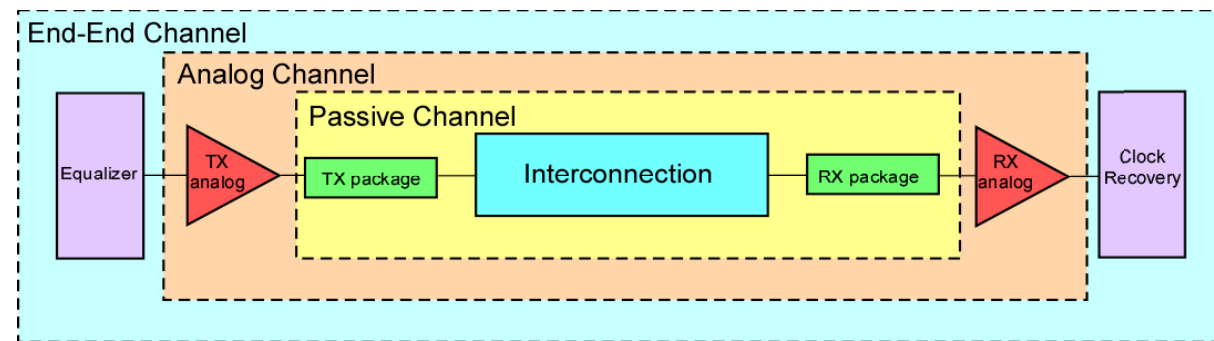 End-End Channel
Analog Channel
Passive Channel
Equalizer
TX
analog
TX package
Interconnection
RX package
RX
analog
Clock
Recovery